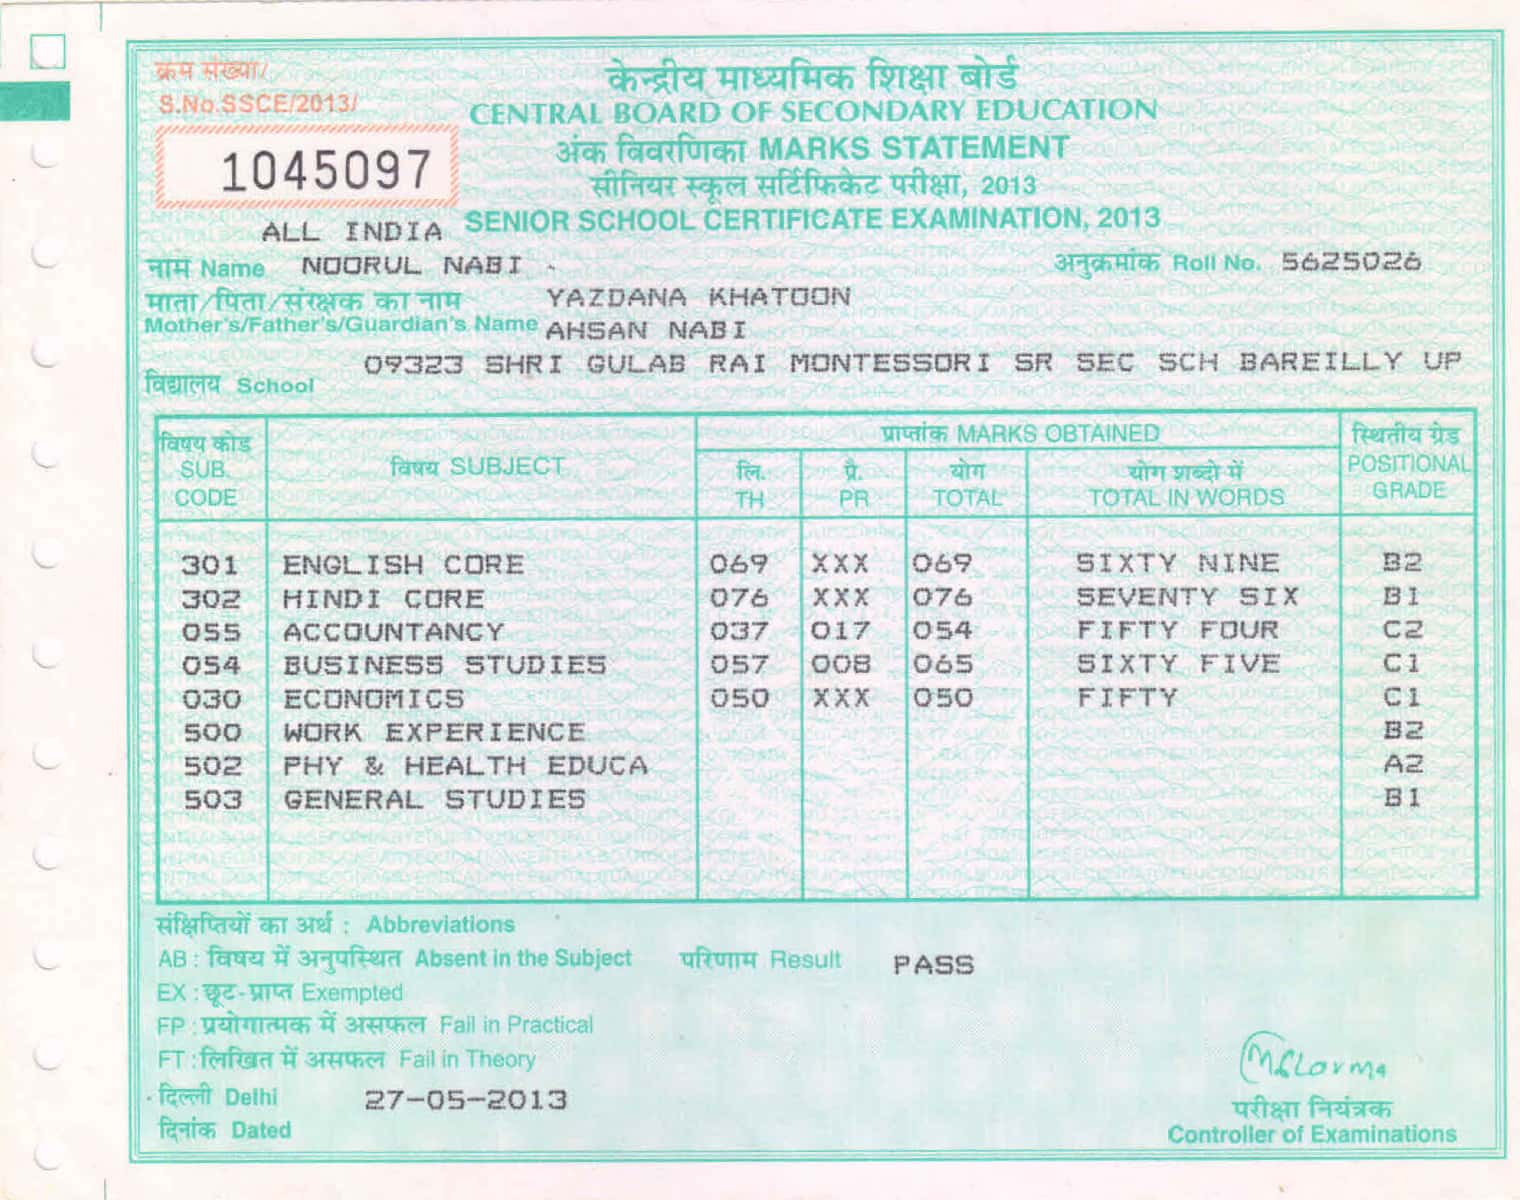 क्रम संख्या/
S.No.SSCE/2013/
1045097
केन्द्रीय माध्यमिक शिक्षा बोर्ड
CENTRAL BOARD OF SECONDARY EDUCATION
अंक विवरणिका MARKS STATEMENT
सीनियर स्कूल सर्टिफिकेट परीक्षा, 2013
ALL INDIA SENIOR SCHOOL CERTIFICATE EXAMINATION, 2013
नाम Name NOORUL NABI अनुक्रमांक Roll No. 5625026
माता/पिता/संरक्षक का नाम YAZDANA KHATOON
Mother's/Father's/Guardian's Name AHSAN NABI
09323 SHRI GULAB RAI MONTESSORI SR SEC SCH BAREILLY UP
विद्यालय School
विषय कोड SUB. CODE विषय SUBJECT प्राप्तांक MARKS OBTAINED स्थितीय ग्रेड POSITIONAL GRADE
लि. TH प्रै. PR योग TOTAL योग शब्दो में TOTAL IN WORDS
301 ENGLISH CORE 069 XXX 069 SIXTY NINE B2
302 HINDI CORE 076 XXX 076 SEVENTY SIX B1
055 ACCOUNTANCY 037 017 054 FIFTY FOUR C2
054 BUSINESS STUDIES 057 008 065 SIXTY FIVE C1
030 ECONOMICS 050 XXX 050 FIFTY C1
500 WORK EXPERIENCE B2
502 PHY & HEALTH EDUCA A2
503 GENERAL STUDIES B1
संक्षिप्तियों का अर्थ : Abbreviations
AB : विषय में अनुपस्थित Absent in the Subject परिणाम Result PASS
EX : छूट-प्राप्त Exempted
FP : प्रयोगात्मक में असफल Fail in Practical
FT : लिखित में असफल Fail in Theory
दिल्ली Delhi
27-05-2013
दिनांक Dated
परीक्षा नियंत्रक
Controller of Examinations